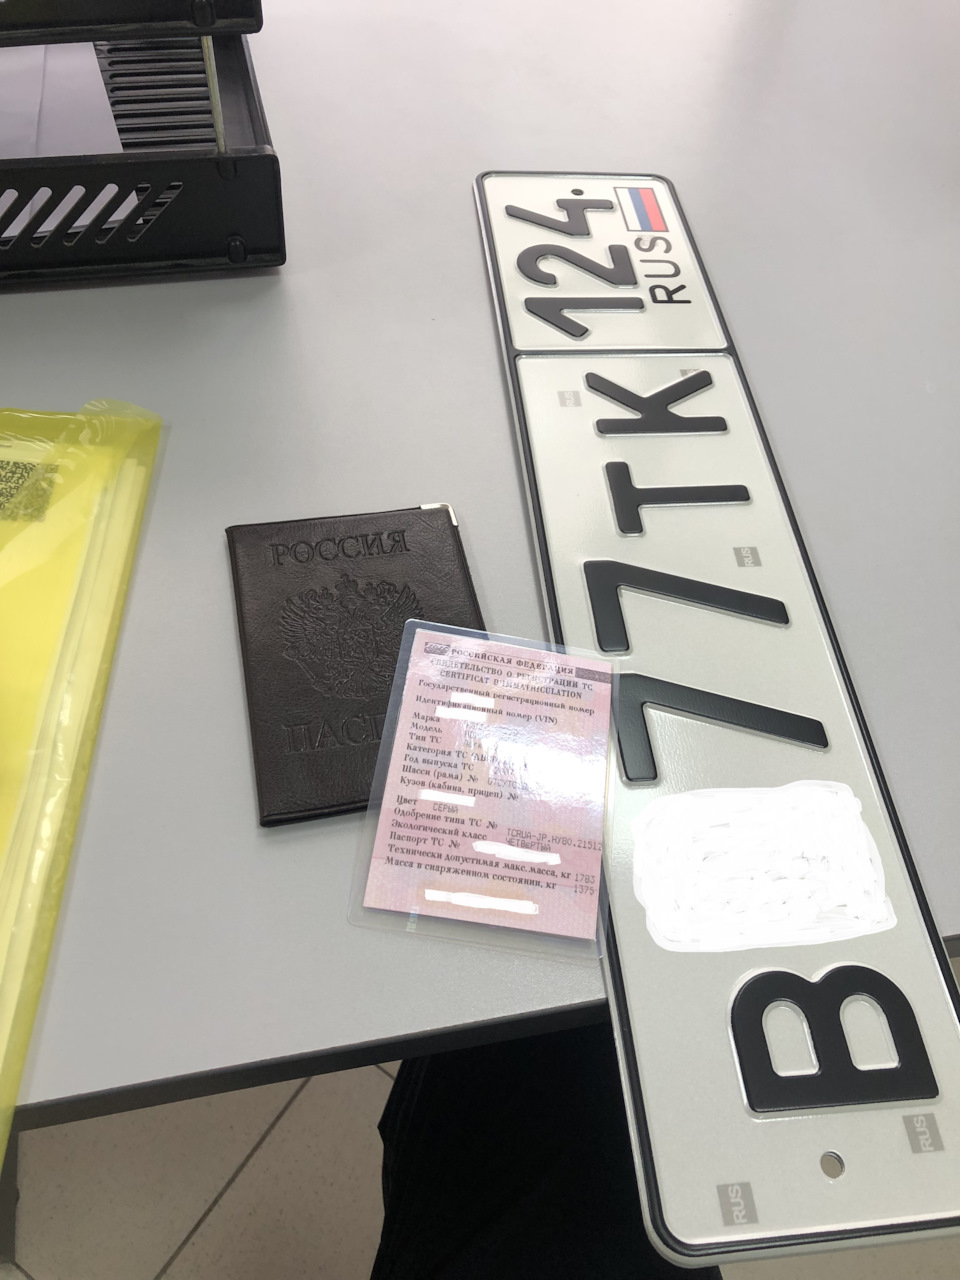 124
RUS
В 77ТК
RUS
RUS
RUS
RUS
РОССИЯ
РОССИЙСКАЯ ФЕДЕРАЦИЯ
СВИДЕТЕЛЬСТВО О РЕГИСТРАЦИИ ТС
CERTIFICAT D'IMMATRICULATION
Государственный регистрационный номер
Идентификационный номер (VIN)
Марка
Модель
Тип ТС
Категория ТС
Год выпуска ТС
Шасси (рама) №
Кузов (кабина, прицеп) №
Цвет СЕРЫЙ
Одобрение типа ТС №
Экологический класс ЧЕТВЕРТЫЙ
Паспорт ТС №
Технически допустимая макс. масса, кг 1783
Масса в снаряженном состоянии, кг 1375